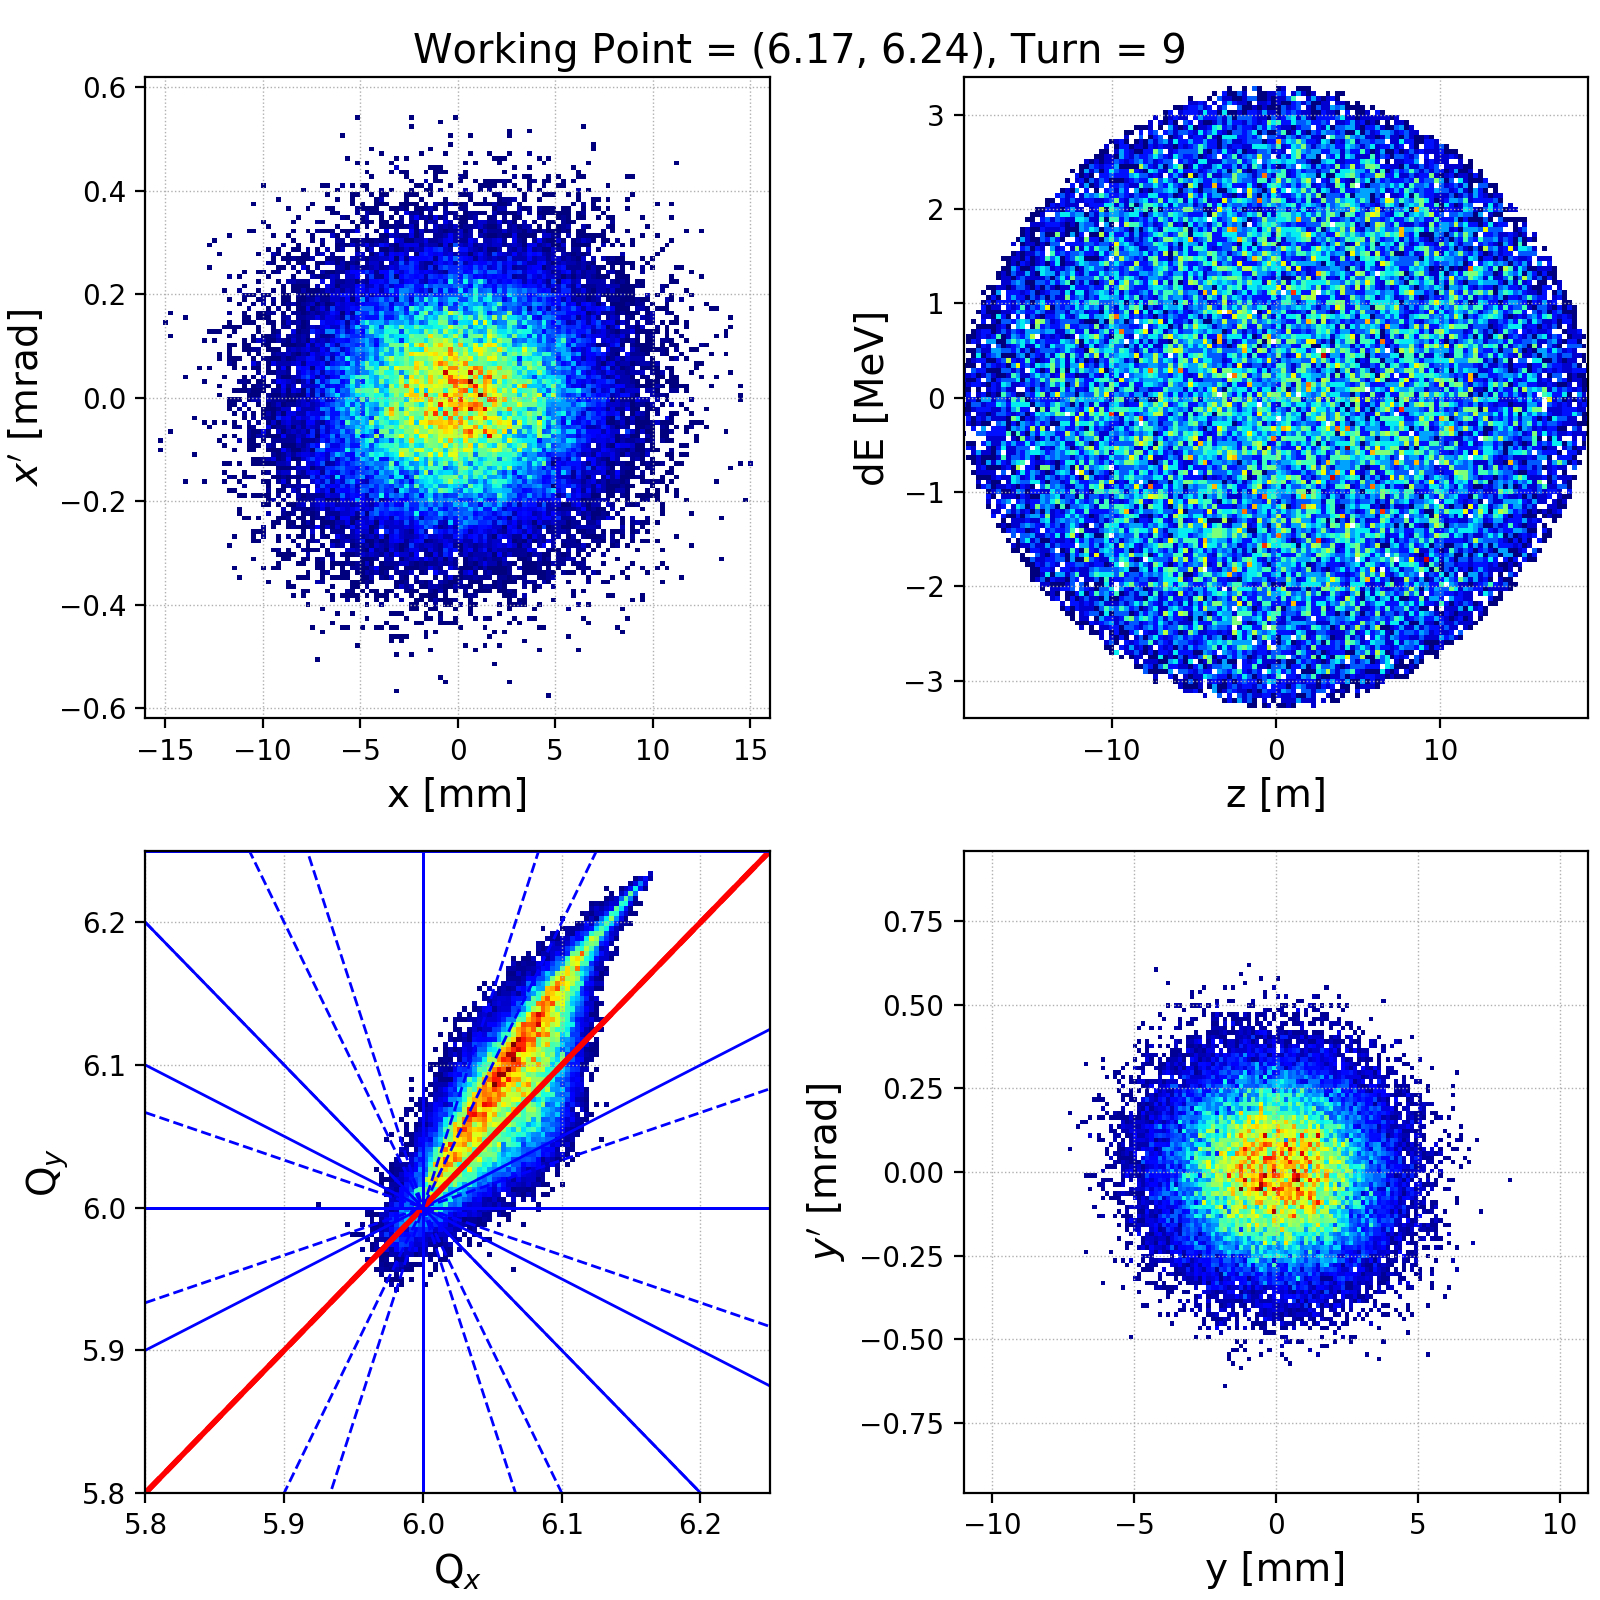 Working Point = (6.17, 6.24), Turn = 9
0.6
0.4
0.2
0.0
−0.2
−0.4
−0.6
x′ [mrad]
−15 −10 −5 0 5 10 15
x [mm]
3
2
1
0
−1
−2
−3
dE [MeV]
−10 0 10
z [m]
6.2
6.1
6.0
5.9
5.8
Qy
5.8 5.9 6.0 6.1 6.2
Qx
0.75
0.50
0.25
0.00
−0.25
−0.50
−0.75
y′ [mrad]
−10 −5 0 5 10
y [mm]